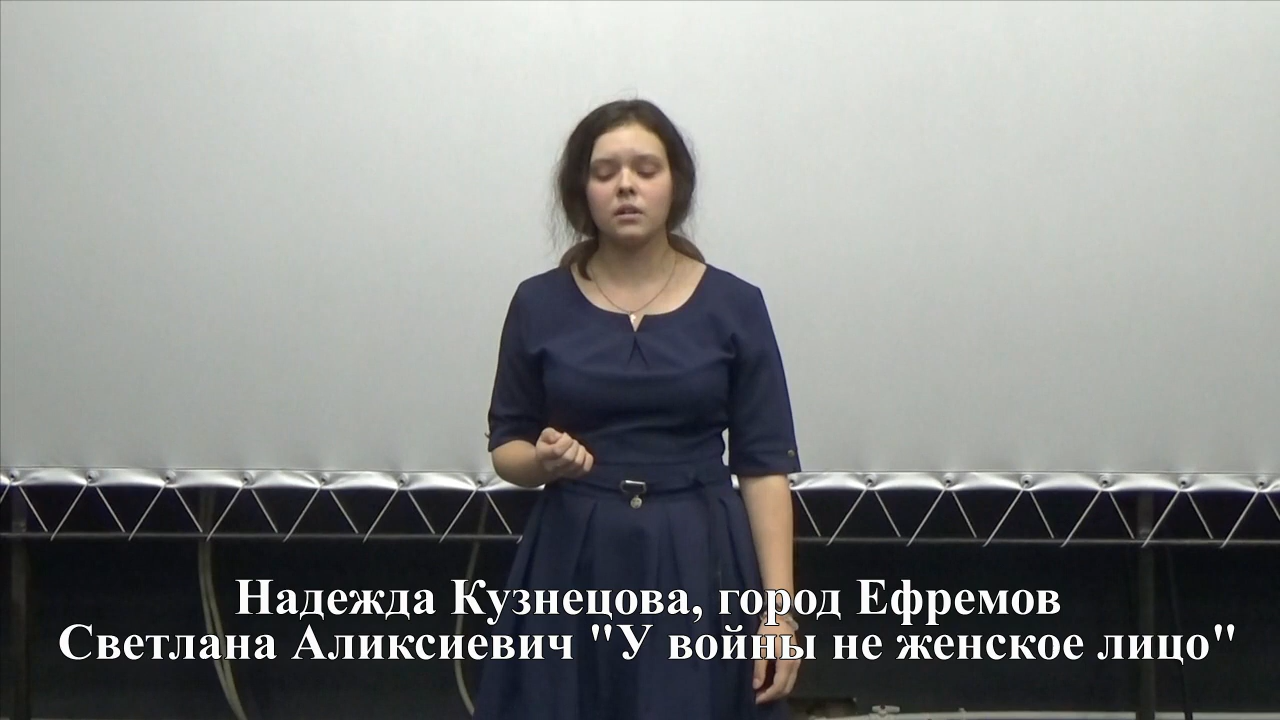 Надежда Кузнецова, город Ефремов
Светлана Аликсиевич "У войны не женское лицо"